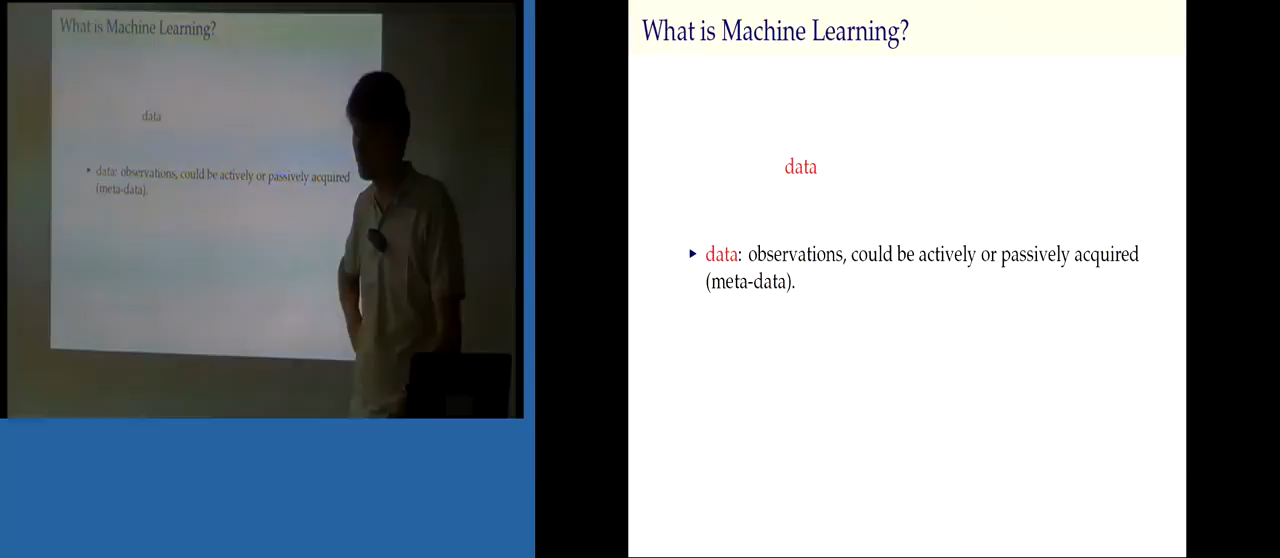 What is Machine Learning?
data
• data: observations, could be actively or passively acquired
(meta-data).
What is Machine Learning?
data
▶ data: observations, could be actively or passively acquired
(meta-data).